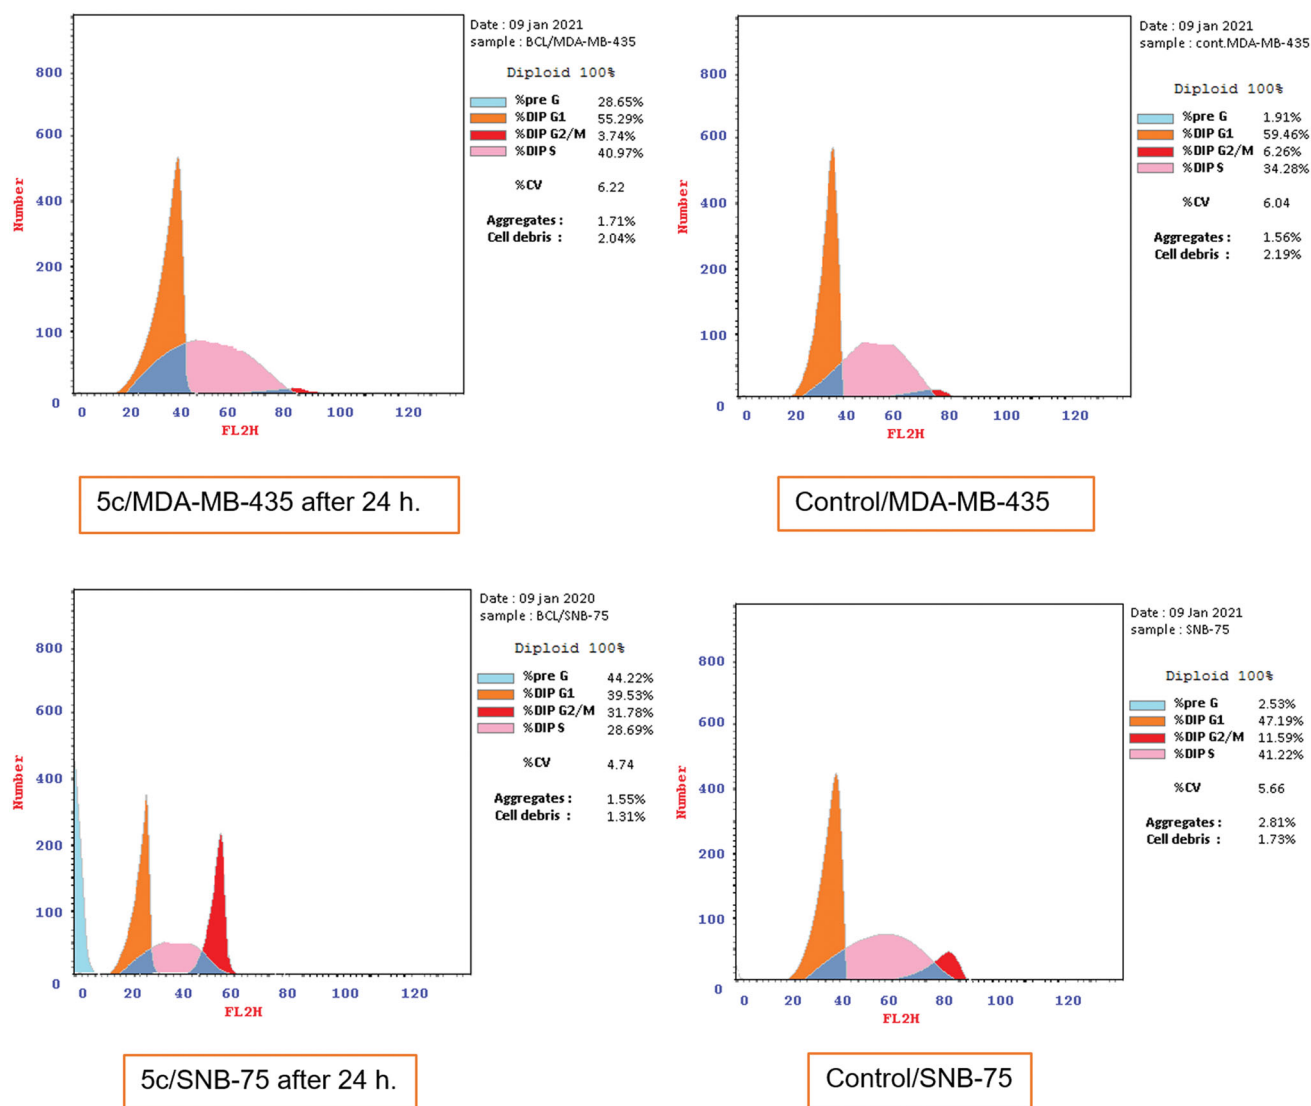 Date : 09 jan 2021
sample : BCL/MDA-MB-435
Diploid 100%
%pre G 28.65%
%DIP G1 55.29%
%DIP G2/M 3.74%
%DIP S 40.97%
%CV 6.22
Aggregates : 1.71%
Cell debris : 2.04%
Number
800
600
400
200
100
0
0 20 40 60 80 100 120
FL2H
5c/MDA-MB-435 after 24 h.
Date : 09 jan 2021
sample : cont.MDA-MB-435
Diploid 100%
%pre G 1.91%
%DIP G1 59.46%
%DIP G2/M 6.26%
%DIP S 34.28%
%CV 6.04
Aggregates : 1.56%
Cell debris : 2.19%
Number
800
600
400
200
100
0
0 20 40 60 80 100 120
FL2H
Control/MDA-MB-435
Date : 09 jan 2020
sample : BCL/SNB-75
Diploid 100%
%pre G 44.22%
%DIP G1 39.53%
%DIP G2/M 31.78%
%DIP S 28.69%
%CV 4.74
Aggregates : 1.55%
Cell debris : 1.31%
Number
800
600
400
200
100
0
0 20 40 60 80 100 120
FL2H
5c/SNB-75 after 24 h.
Date : 09 Jan 2021
sample : SNB-75
Diploid 100%
%pre G 2.53%
%DIP G1 47.19%
%DIP G2/M 11.59%
%DIP S 41.22%
%CV 5.66
Aggregates : 2.81%
Cell debris : 1.73%
Number
800
600
400
200
100
0
0 20 40 60 80 100 120
FL2H
Control/SNB-75